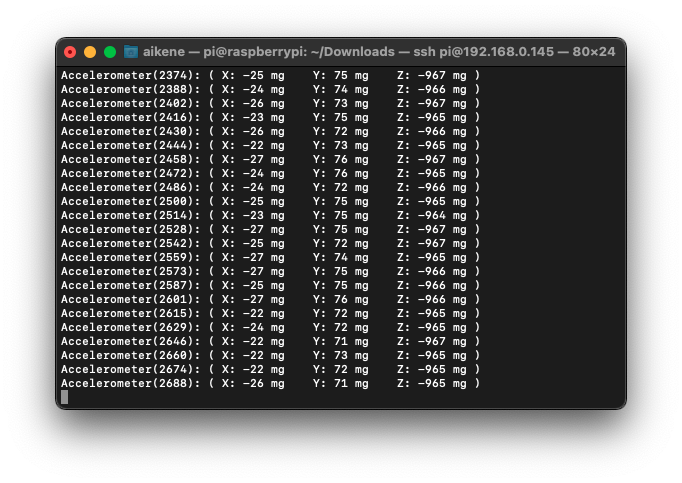 aikene — pi@raspberrypi: ~/Downloads — ssh pi@192.168.0.145 — 80×24
Accelerometer(2374): ( X: -25 mg    Y: 75 mg    Z: -967 mg )
Accelerometer(2388): ( X: -24 mg    Y: 74 mg    Z: -966 mg )
Accelerometer(2402): ( X: -26 mg    Y: 73 mg    Z: -967 mg )
Accelerometer(2416): ( X: -23 mg    Y: 75 mg    Z: -965 mg )
Accelerometer(2430): ( X: -26 mg    Y: 72 mg    Z: -966 mg )
Accelerometer(2444): ( X: -22 mg    Y: 73 mg    Z: -965 mg )
Accelerometer(2458): ( X: -27 mg    Y: 76 mg    Z: -967 mg )
Accelerometer(2472): ( X: -24 mg    Y: 76 mg    Z: -965 mg )
Accelerometer(2486): ( X: -24 mg    Y: 72 mg    Z: -966 mg )
Accelerometer(2500): ( X: -25 mg    Y: 75 mg    Z: -965 mg )
Accelerometer(2514): ( X: -23 mg    Y: 75 mg    Z: -964 mg )
Accelerometer(2528): ( X: -27 mg    Y: 75 mg    Z: -967 mg )
Accelerometer(2542): ( X: -25 mg    Y: 72 mg    Z: -967 mg )
Accelerometer(2559): ( X: -27 mg    Y: 74 mg    Z: -965 mg )
Accelerometer(2573): ( X: -27 mg    Y: 75 mg    Z: -966 mg )
Accelerometer(2587): ( X: -25 mg    Y: 75 mg    Z: -965 mg )
Accelerometer(2601): ( X: -27 mg    Y: 76 mg    Z: -966 mg )
Accelerometer(2615): ( X: -22 mg    Y: 72 mg    Z: -965 mg )
Accelerometer(2629): ( X: -24 mg    Y: 72 mg    Z: -965 mg )
Accelerometer(2646): ( X: -22 mg    Y: 71 mg    Z: -967 mg )
Accelerometer(2660): ( X: -22 mg    Y: 73 mg    Z: -965 mg )
Accelerometer(2674): ( X: -22 mg    Y: 72 mg    Z: -965 mg )
Accelerometer(2688): ( X: -26 mg    Y: 71 mg    Z: -965 mg )